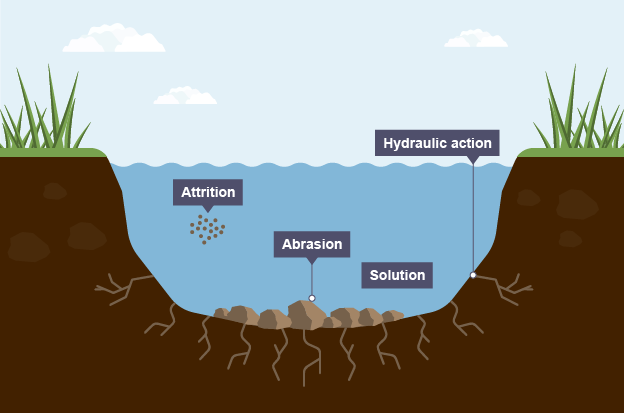 Hydraulic action
Attrition
Abrasion
Solution